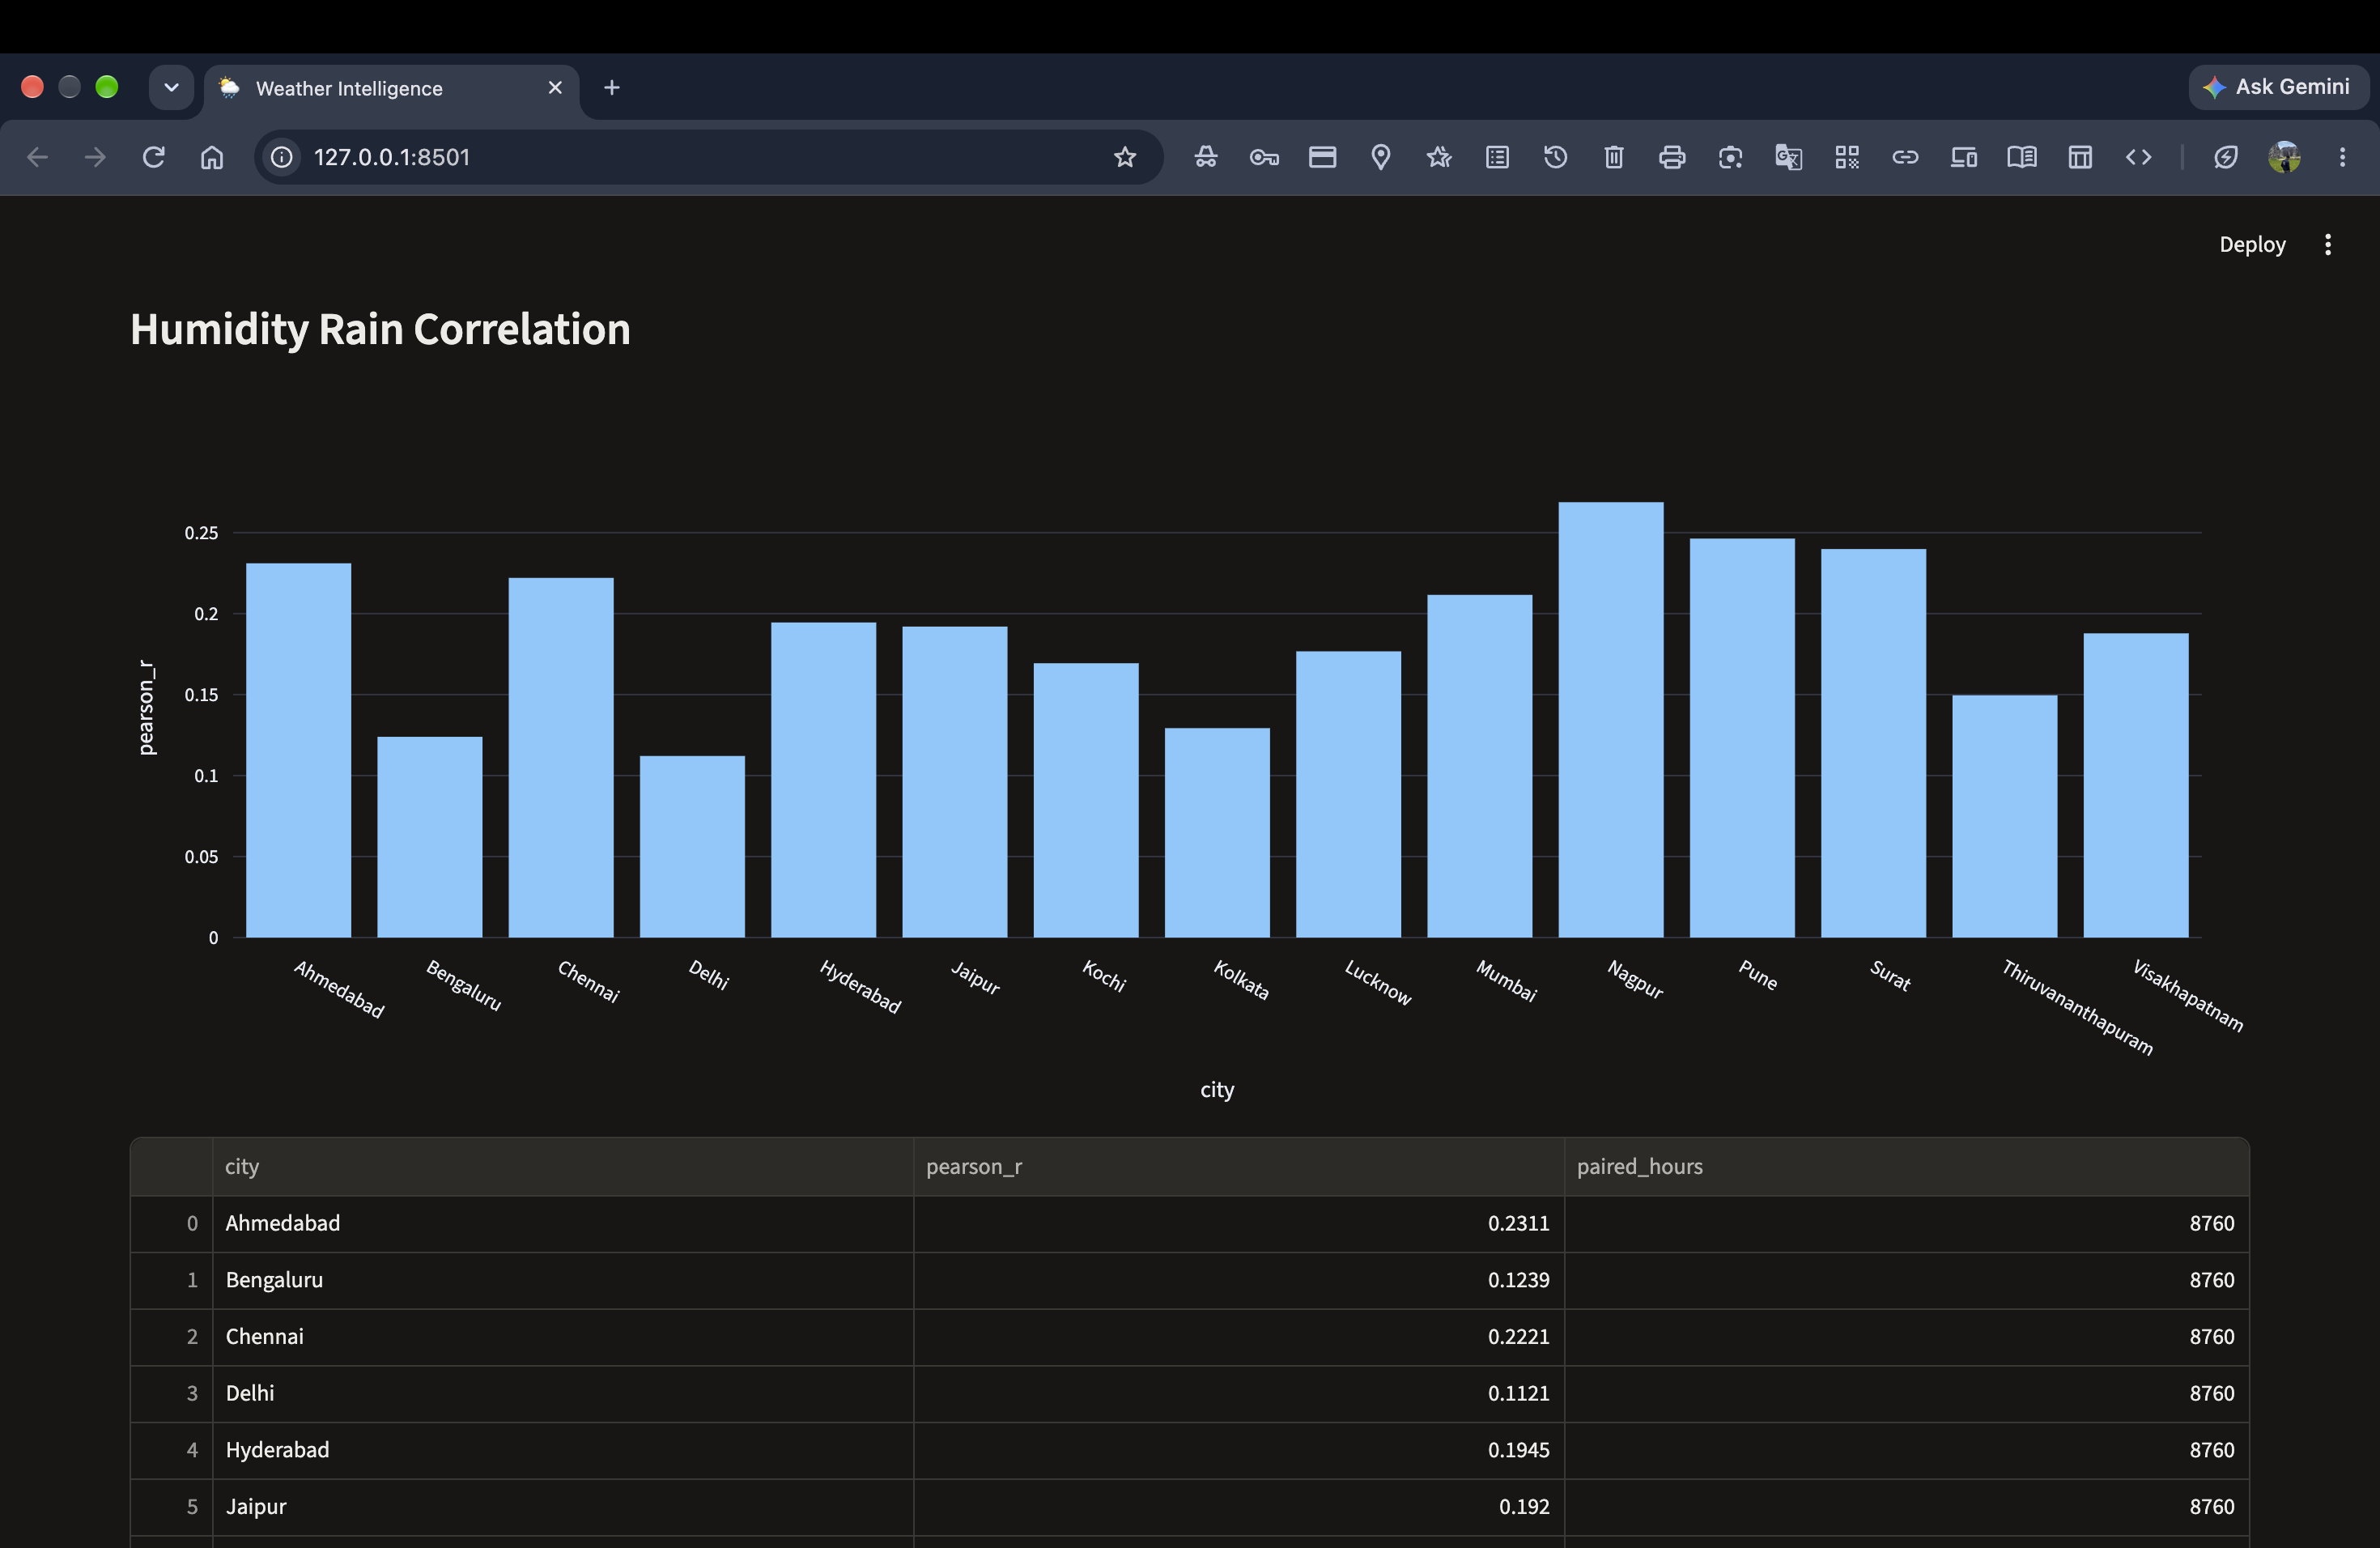 Weather Intelligence
Ask Gemini
127.0.0.1:8501
Deploy
Humidity Rain Correlation
0.25
0.2
0.15
0.1
0.05
0
pearson_r
Ahmedabad
Bengaluru
Chennai
Delhi
Hyderabad
Jaipur
Kochi
Kolkata
Lucknow
Mumbai
Nagpur
Pune
Surat
Thiruvananthapuram
Visakhapatnam
city
city pearson_r paired_hours
0 Ahmedabad 0.2311 8760
1 Bengaluru 0.1239 8760
2 Chennai 0.2221 8760
3 Delhi 0.1121 8760
4 Hyderabad 0.1945 8760
5 Jaipur 0.192 8760